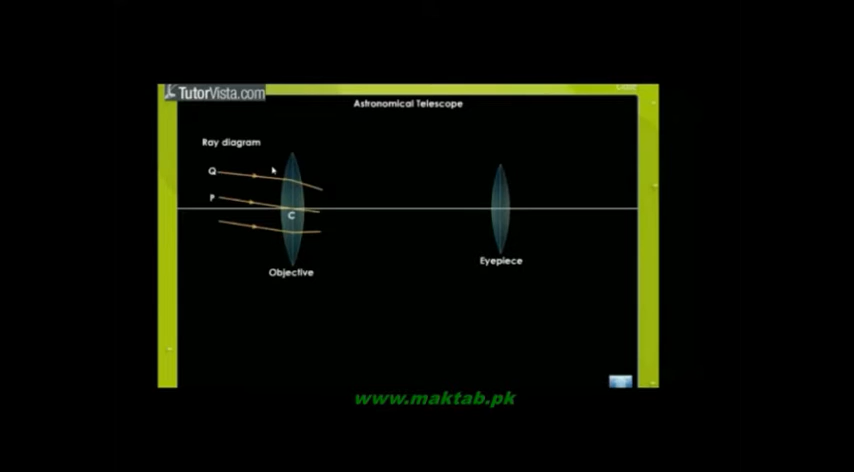 TutorVista.com
Astronomical Telescope
Ray diagram
Q
P
C
Objective
Eyepiece
www.maktab.pk